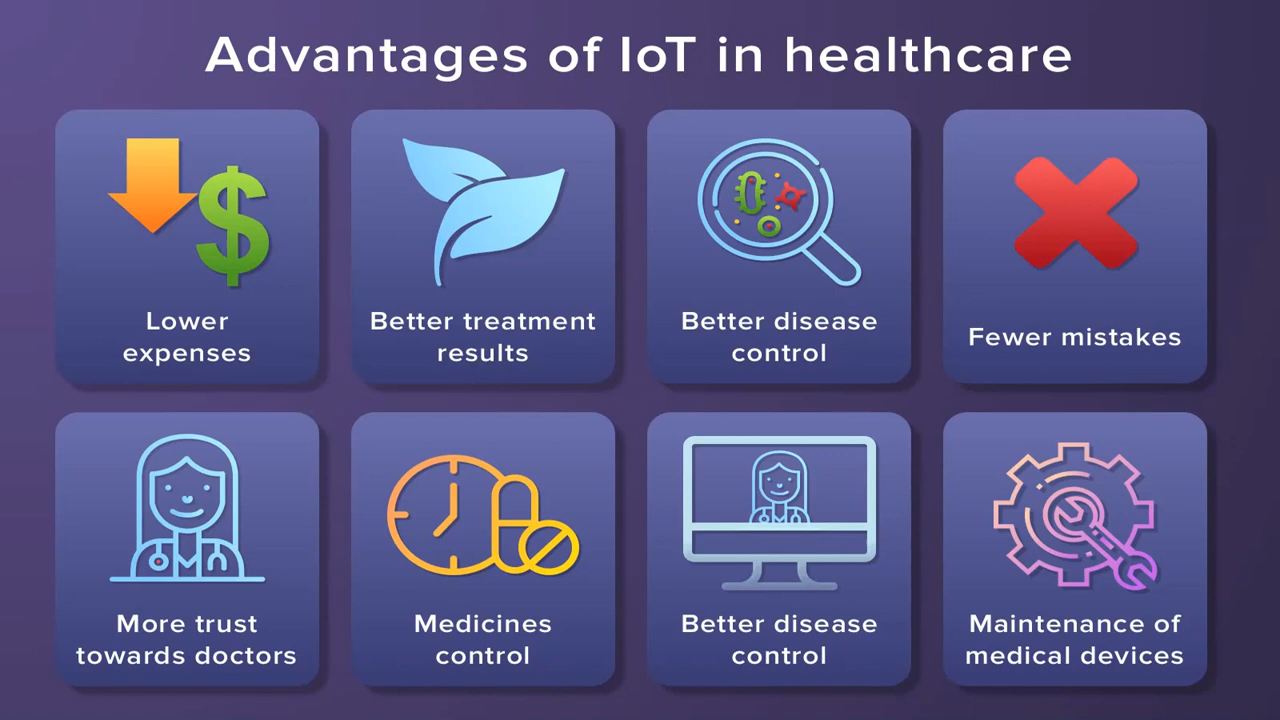 Advantages of IoT in healthcare
Lower
expenses
Better treatment
results
Better disease
control
Fewer mistakes
More trust
towards doctors
Medicines
control
Better disease
control
Maintenance of
medical devices